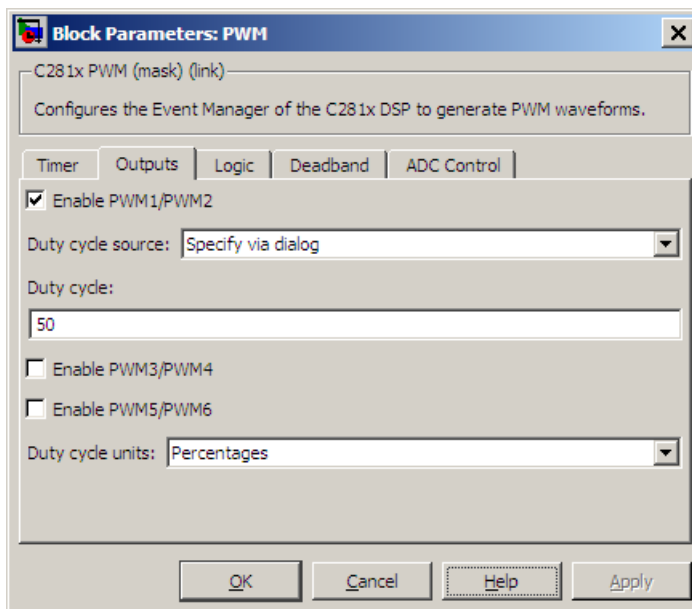 Block Parameters: PWM
C281x PWM (mask) (link)
Configures the Event Manager of the C281x DSP to generate PWM waveforms.
Timer Outputs Logic Deadband ADC Control
Enable PWM1/PWM2
Duty cycle source: Specify via dialog
Duty cycle:
50
Enable PWM3/PWM4
Enable PWM5/PWM6
Duty cycle units: Percentages
OK Cancel Help Apply